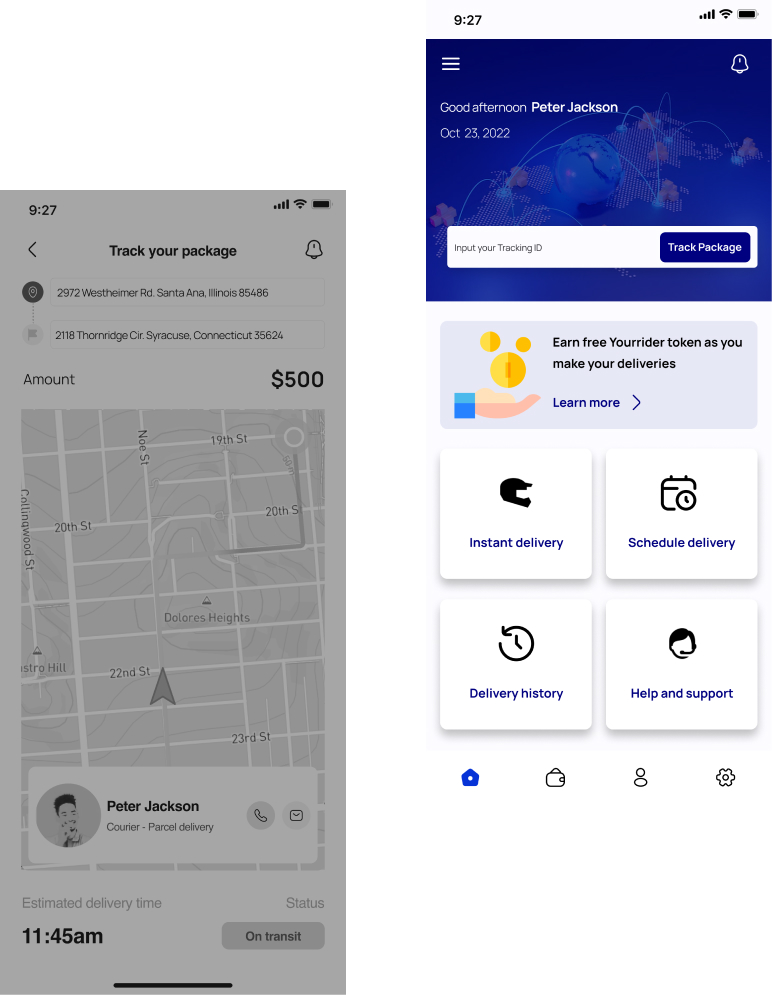 9:27
Track your package
2972 Westheimer Rd. Santa Ana, Illinois 85486
2118 Thornridge Cir. Syracuse, Connecticut 35624
Amount
$500
Noe St
19th St
Collingwood St
20th St
20th S
Dolores Heights
stro Hill
22nd St
23rd St
Peter Jackson
Courier - Parcel delivery
Estimated delivery time
Status
11:45am
On transit
9:27
Good afternoon Peter Jackson
Oct 23, 2022
Input your Tracking ID
Track Package
Earn free Yourrider token as you
make your deliveries
Learn more
Instant delivery
Schedule delivery
Delivery history
Help and support